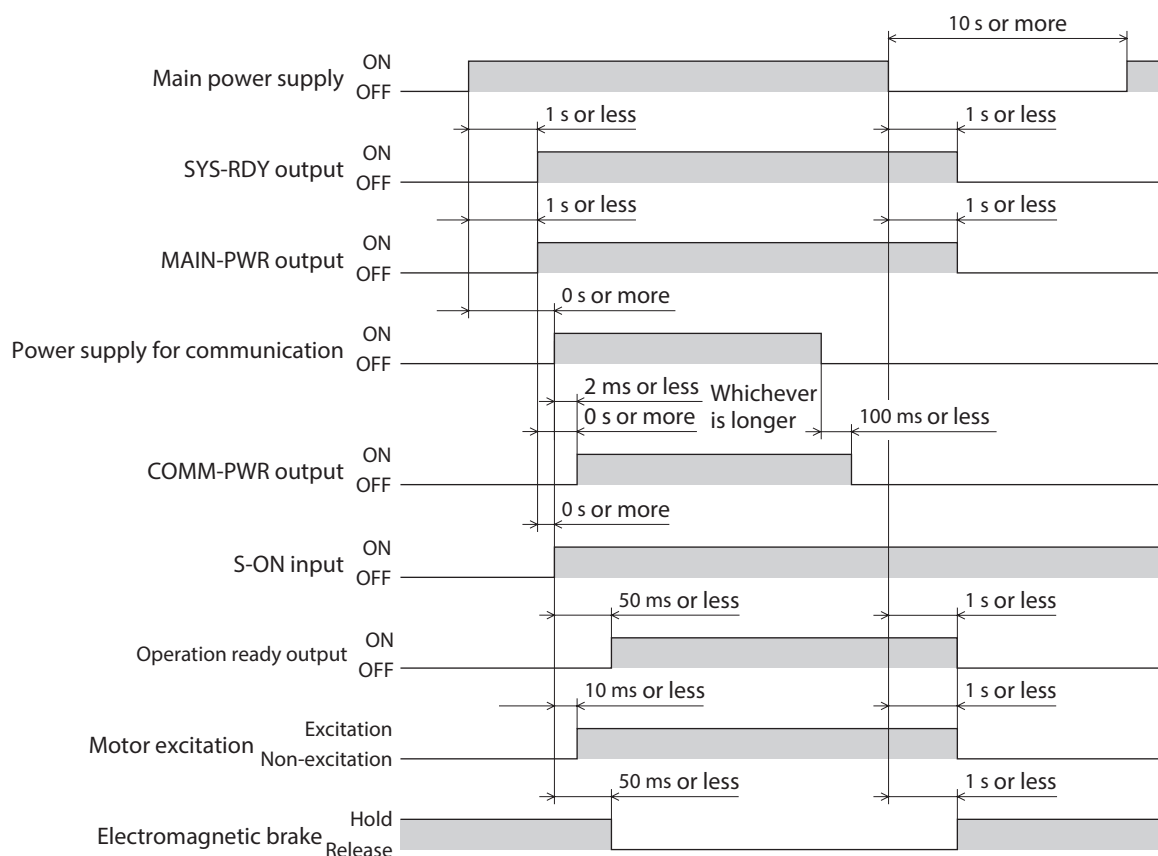 10 s or more
ON
Main power supply
OFF
1 s or less
1 s or less
ON
SYS-RDY output
OFF
1 s or less
1 s or less
ON
MAIN-PWR output
OFF
0 s or more
ON
Power supply for communication
OFF
2 ms or less
Whichever
0 s or more
is longer
100 ms or less
ON
COMM-PWR output
OFF
0 s or more
ON
S-ON input
OFF
50 ms or less
1 s or less
ON
Operation ready output
OFF
10 ms or less
1 s or less
Excitation
Motor excitation
Non-excitation
50 ms or less
1 s or less
Hold
Electromagnetic brake
Release